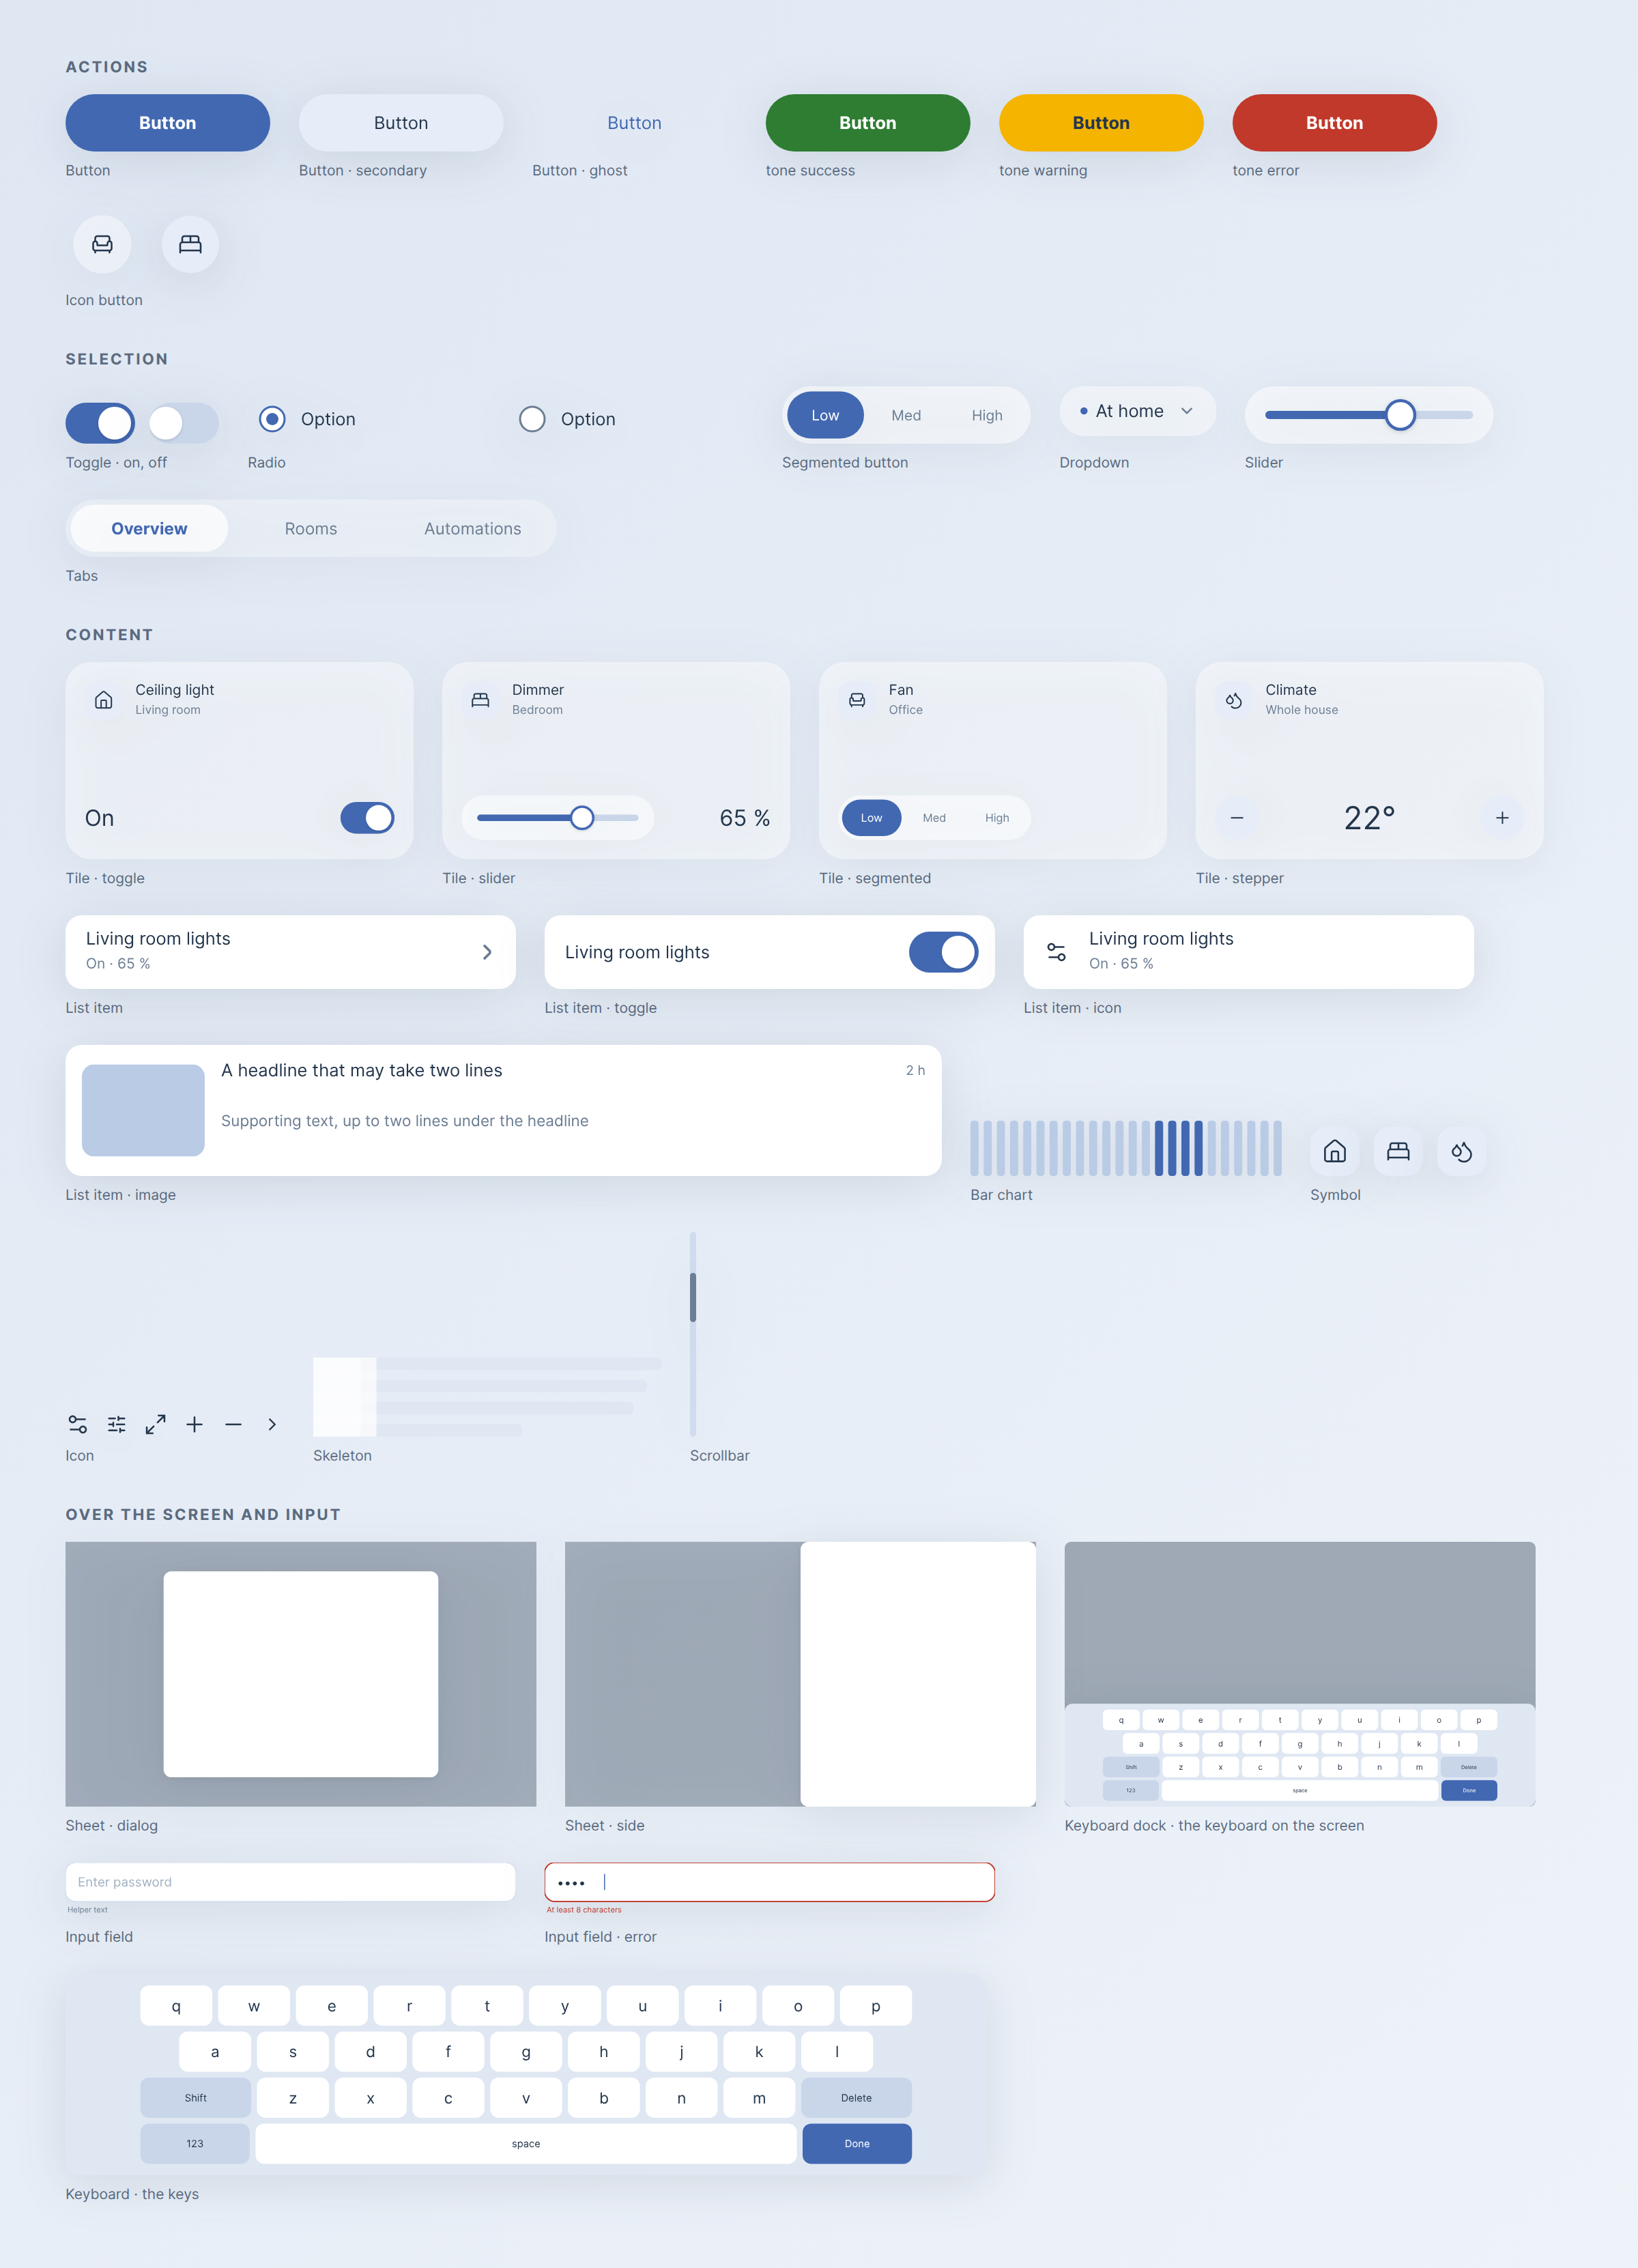 ACTIONS
Button Button Button Button Button Button
Button Button · secondary Button · ghost tone success tone warning tone error
Icon button
SELECTION
Option Option Low Med High At home
Toggle · on, off Radio Segmented button Dropdown Slider
Overview Rooms Automations
Tabs
CONTENT
Ceiling light Dimmer Fan Climate
Living room Bedroom Office Whole house
On 65 % Low Med High 22°
Tile · toggle Tile · slider Tile · segmented Tile · stepper
Living room lights Living room lights Living room lights
On · 65 % On · 65 %
List item List item · toggle List item · icon
A headline that may take two lines 2 h
Supporting text, up to two lines under the headline
List item · image Bar chart Symbol
Icon Skeleton Scrollbar
OVER THE SCREEN AND INPUT
q w e r t y u i o p
a s d f g h j k l
Shift z x c v b n m Delete
123 space Done
Sheet · dialog Sheet · side Keyboard dock · the keyboard on the screen
Enter password ••••
Helper text At least 8 characters
Input field Input field · error
q w e r t y u i o p
a s d f g h j k l
Shift z x c v b n m Delete
123 space Done
Keyboard · the keys